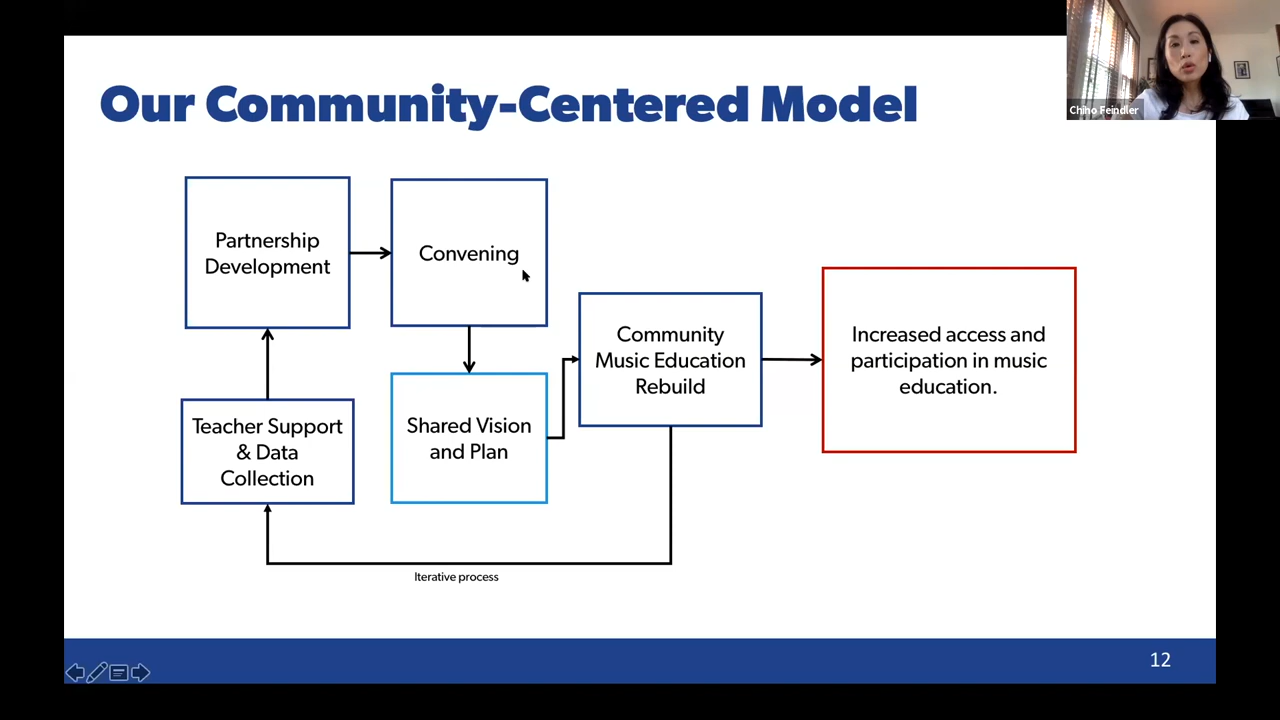 Our Community-Centered Model
Chiho Feindler
Partnership
Development
Convening
Community
Music Education
Rebuild
Increased access and
participation in music
education.
Teacher Support
& Data
Collection
Shared Vision
and Plan
Iterative process
12